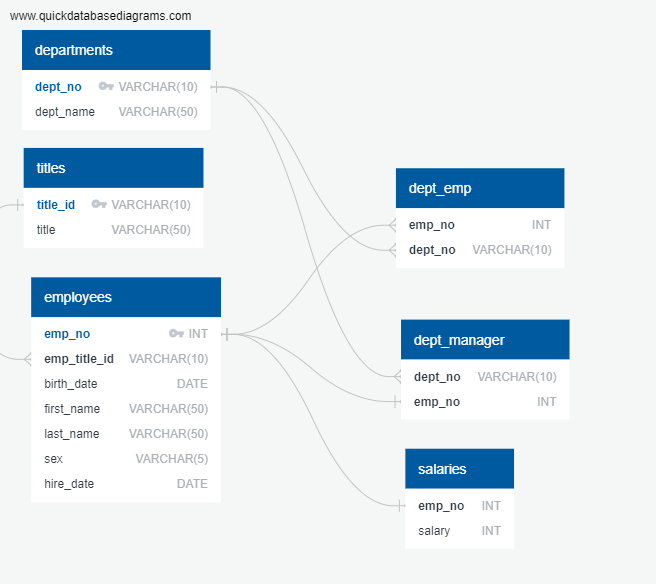 www.quickdatabasediagrams.com
departments
dept_no VARCHAR(10)
dept_name VARCHAR(50)
titles
title_id VARCHAR(10)
title VARCHAR(50)
employees
emp_no INT
emp_title_id VARCHAR(10)
birth_date DATE
first_name VARCHAR(50)
last_name VARCHAR(50)
sex VARCHAR(5)
hire_date DATE
dept_emp
emp_no INT
dept_no VARCHAR(10)
dept_manager
dept_no VARCHAR(10)
emp_no INT
salaries
emp_no INT
salary INT